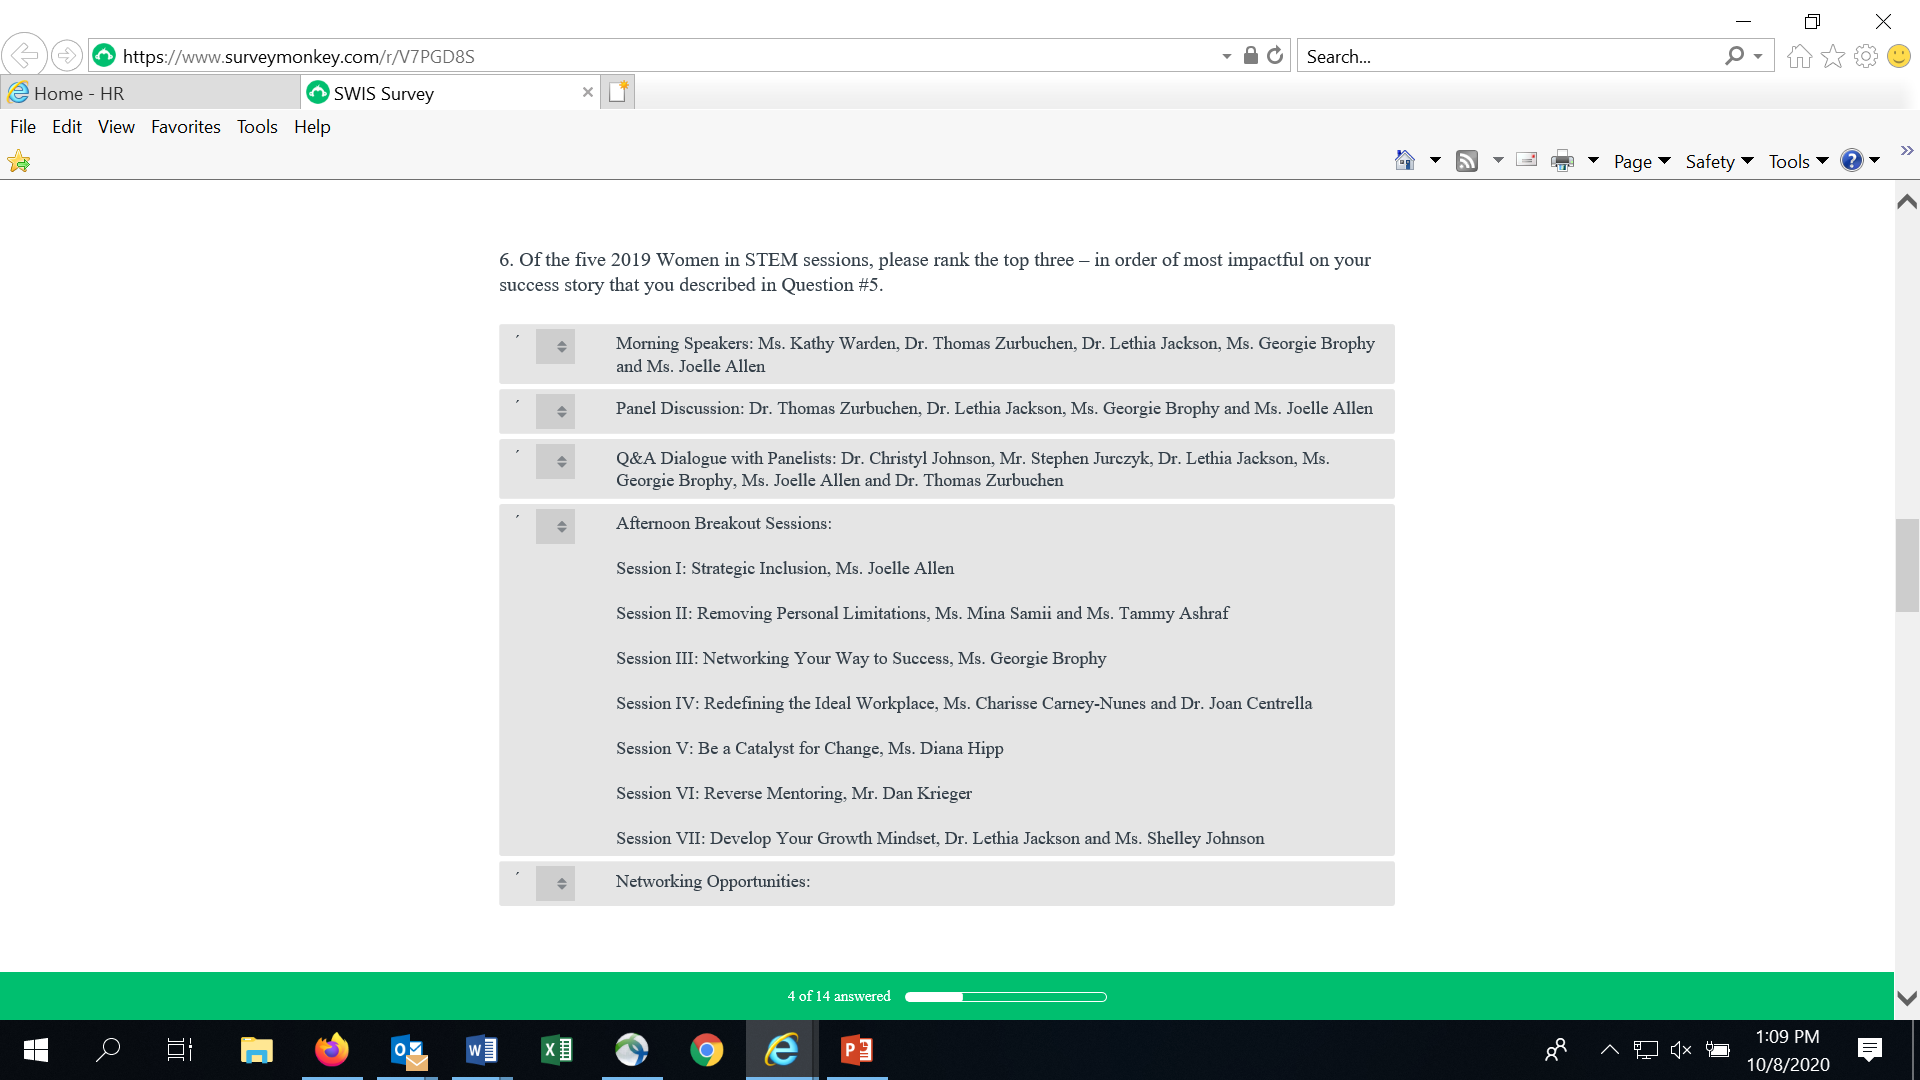 https://www.surveymonkey.com/r/V7PGD8S
Search...
Home - HR
SWIS Survey
File Edit View Favorites Tools Help
Page Safety Tools
6. Of the five 2019 Women in STEM sessions, please rank the top three – in order of most impactful on your
success story that you described in Question #5.
Morning Speakers: Ms. Kathy Warden, Dr. Thomas Zurbuchen, Dr. Lethia Jackson, Ms. Georgie Brophy
and Ms. Joelle Allen
Panel Discussion: Dr. Thomas Zurbuchen, Dr. Lethia Jackson, Ms. Georgie Brophy and Ms. Joelle Allen
Q&A Dialogue with Panelists: Dr. Christyl Johnson, Mr. Stephen Jurczyk, Dr. Lethia Jackson, Ms.
Georgie Brophy, Ms. Joelle Allen and Dr. Thomas Zurbuchen
Afternoon Breakout Sessions:
Session I: Strategic Inclusion, Ms. Joelle Allen
Session II: Removing Personal Limitations, Ms. Mina Samii and Ms. Tammy Ashraf
Session III: Networking Your Way to Success, Ms. Georgie Brophy
Session IV: Redefining the Ideal Workplace, Ms. Charisse Carney-Nunes and Dr. Joan Centrella
Session V: Be a Catalyst for Change, Ms. Diana Hipp
Session VI: Reverse Mentoring, Mr. Dan Krieger
Session VII: Develop Your Growth Mindset, Dr. Lethia Jackson and Ms. Shelley Johnson
Networking Opportunities:
4 of 14 answered
1:09 PM
10/8/2020